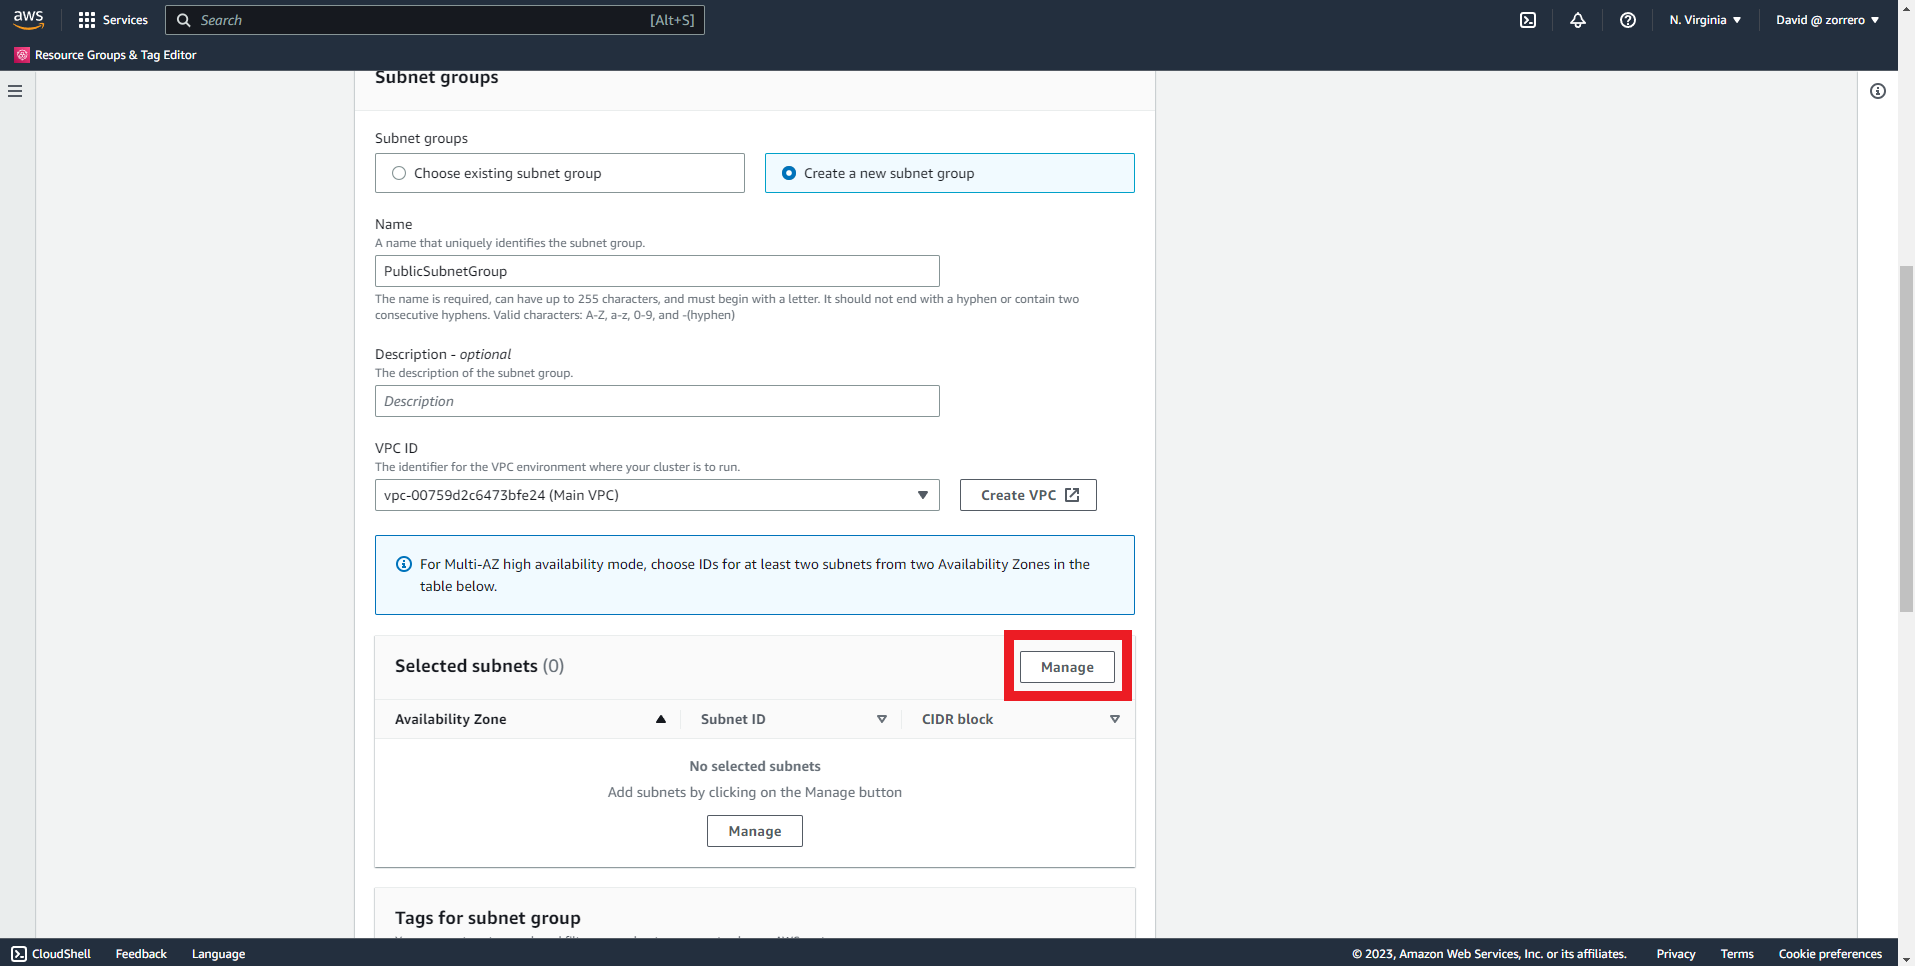 aws
Services
Search
[Alt+S]
N. Virginia
David @ zorrero
Resource Groups & Tag Editor
Subnet groups
Subnet groups
Choose existing subnet group
Create a new subnet group
Name
A name that uniquely identifies the subnet group.
PublicSubnetGroup
The name is required, can have up to 255 characters, and must begin with a letter. It should not end with a hyphen or contain two
consecutive hyphens. Valid characters: A-Z, a-z, 0-9, and -(hyphen)
Description - optional
The description of the subnet group.
Description
VPC ID
The identifier for the VPC environment where your cluster is to run.
vpc-00759d2c6473bfe24 (Main VPC)
Create VPC
For Multi-AZ high availability mode, choose IDs for at least two subnets from two Availability Zones in the
table below.
Selected subnets (0)
Manage
Availability Zone
Subnet ID
CIDR block
No selected subnets
Add subnets by clicking on the Manage button
Manage
Tags for subnet group
CloudShell
Feedback
Language
© 2023, Amazon Web Services, Inc. or its affiliates.
Privacy
Terms
Cookie preferences